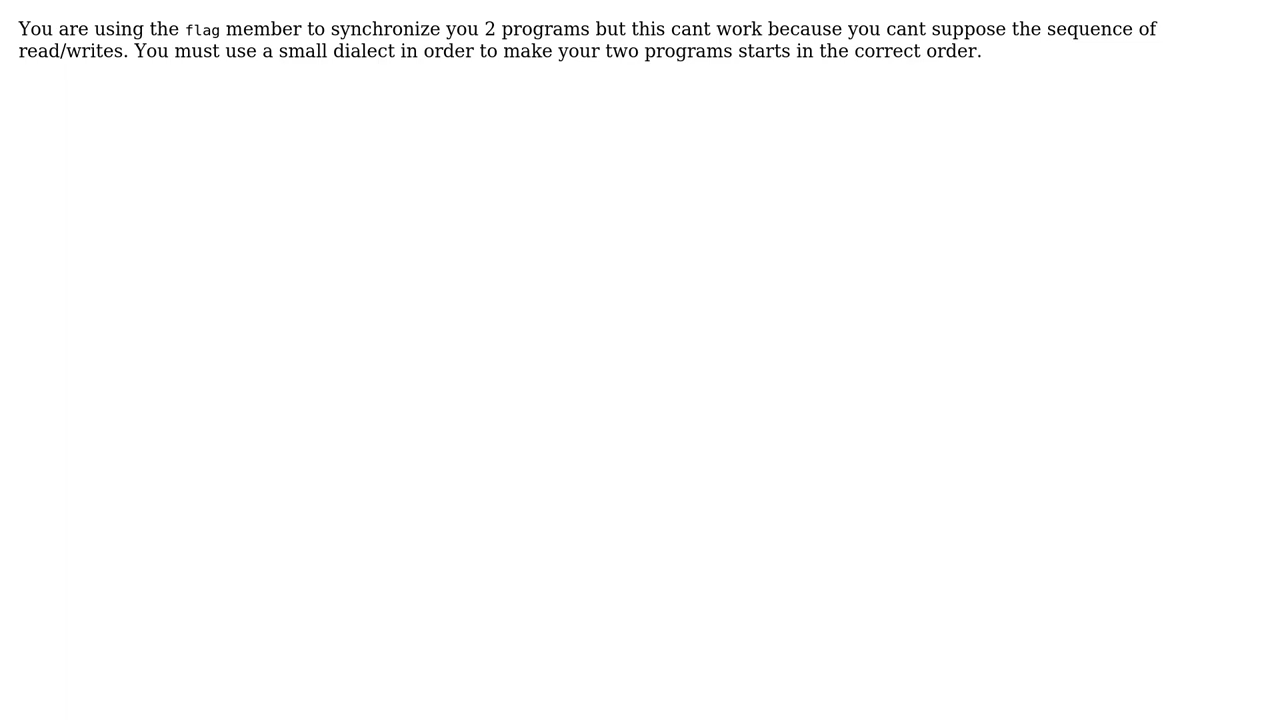 You are using the flag member to synchronize you 2 programs but this cant work because you cant suppose the sequence of
read/writes. You must use a small dialect in order to make your two programs starts in the correct order.